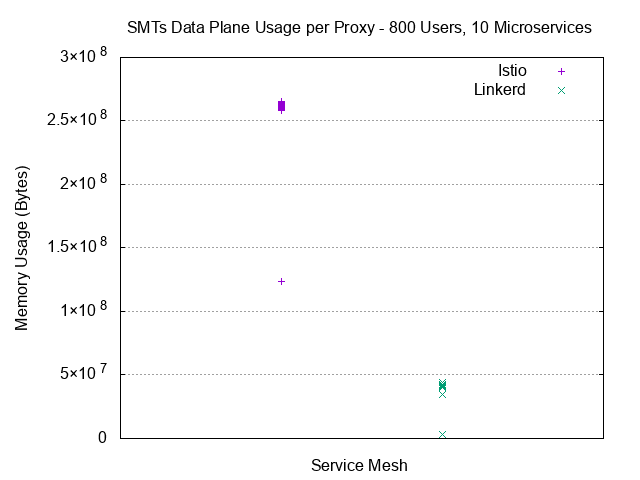 SMTs Data Plane Usage per Proxy - 800 Users, 10 Microservices
3×10^8
2.5×10^8
2×10^8
1.5×10^8
1×10^8
5×10^7
0
Memory Usage (Bytes)
Istio
Linkerd
Service Mesh